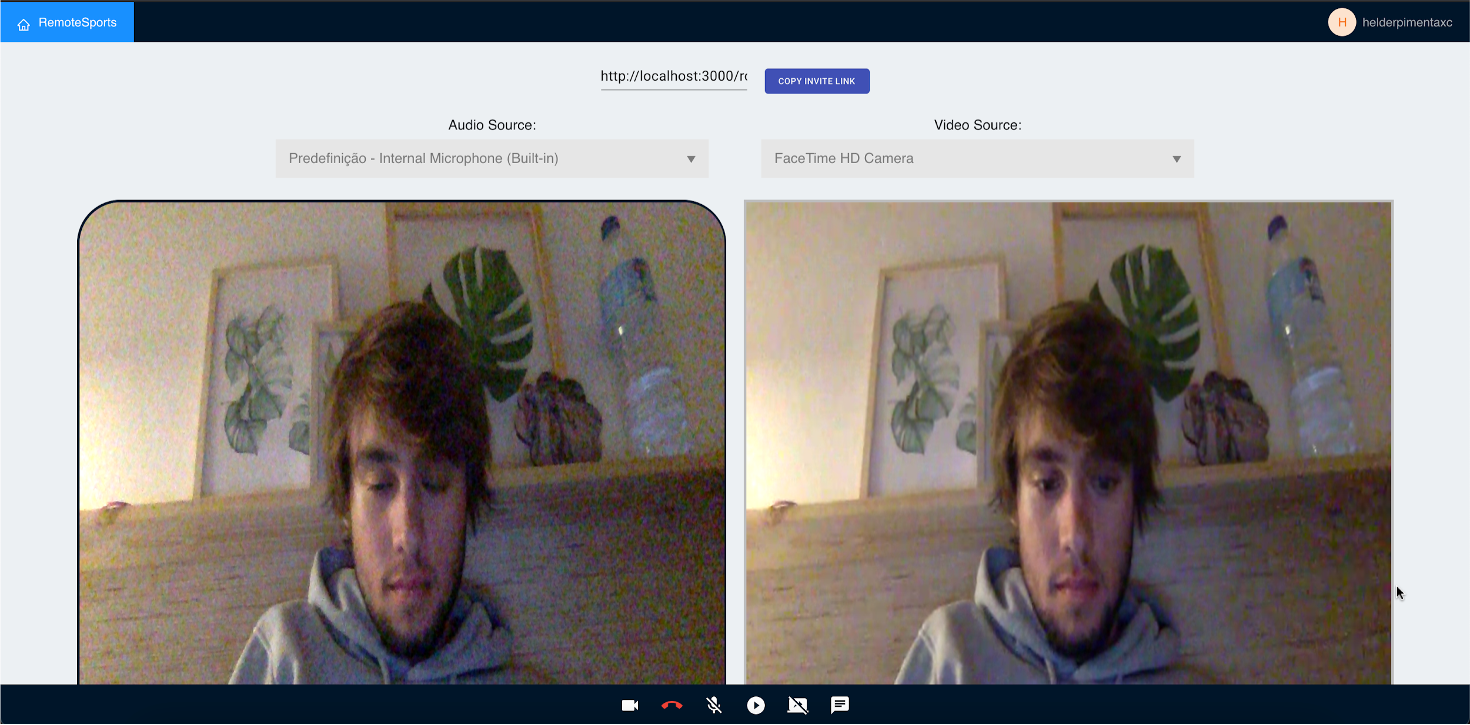 RemoteSports
H helderpimentaxc
http://localhost:3000/ro
COPY INVITE LINK
Audio Source:
Video Source:
Predefinição - Internal Microphone (Built-in)
FaceTime HD Camera